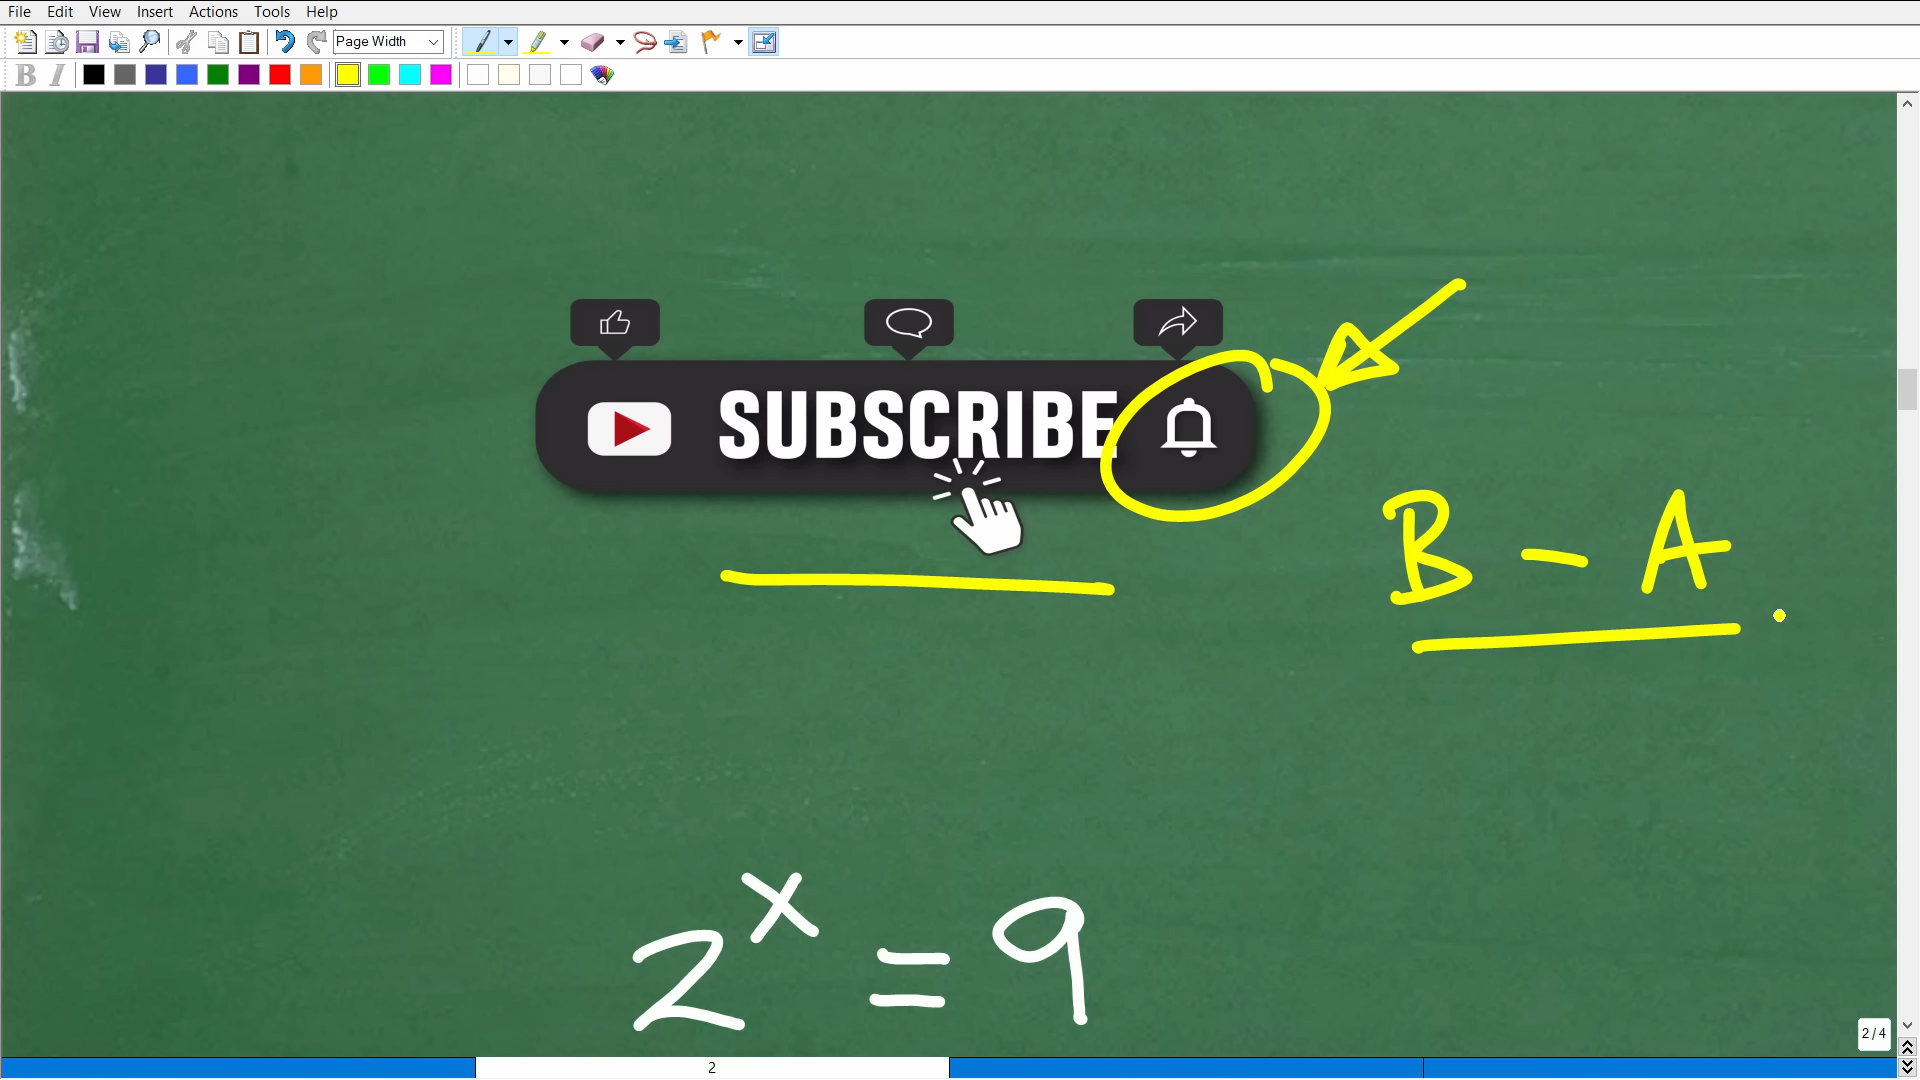 File Edit View Insert Actions Tools Help
Page Width
B I
SUBSCRIBE
B - A
2^x = 9
2 / 4
2